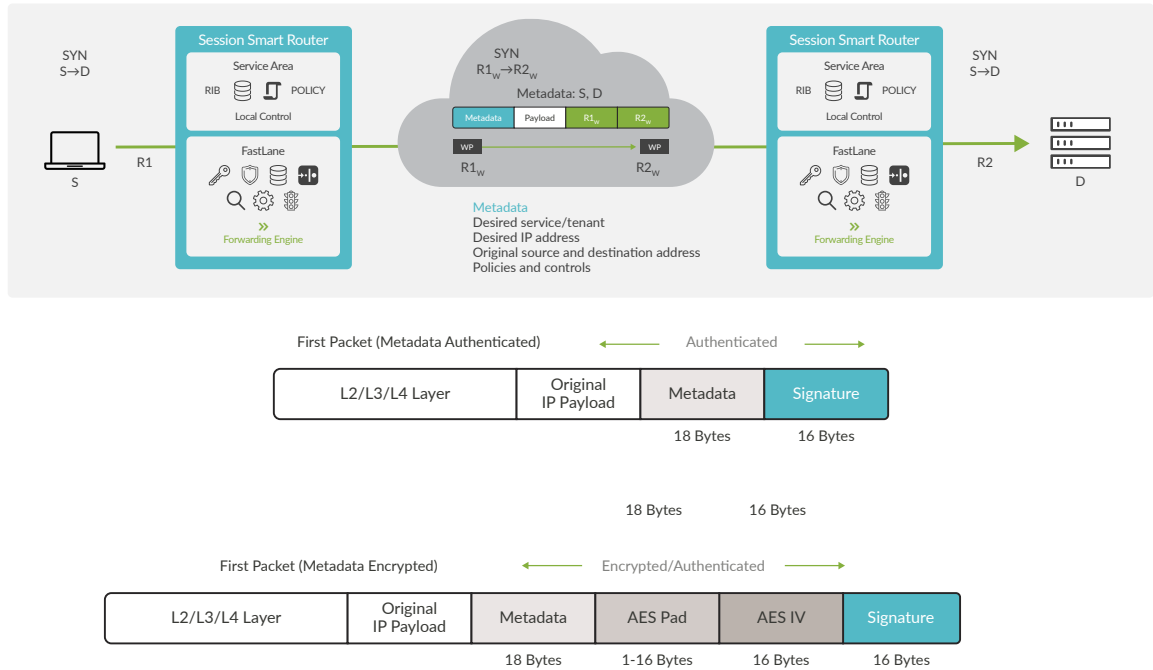 SYN
S→D
Session Smart Router
Service Area
RIB
POLICY
Local Control
FastLane
Forwarding Engine
S
R1
SYN
R1w→R2w
Metadata: S, D
Metadata
Payload
R1w
R2w
WP
WP
R1w
R2w
Metadata
Desired service/tenant
Desired IP address
Original source and destination address
Policies and controls
Session Smart Router
Service Area
RIB
POLICY
Local Control
FastLane
Forwarding Engine
SYN
S→D
R2
D
First Packet (Metadata Authenticated)
Authenticated
L2/L3/L4 Layer
Original
IP Payload
Metadata
Signature
18 Bytes
16 Bytes
18 Bytes
16 Bytes
First Packet (Metadata Encrypted)
Encrypted/Authenticated
L2/L3/L4 Layer
Original
IP Payload
Metadata
AES Pad
AES IV
Signature
18 Bytes
1-16 Bytes
16 Bytes
16 Bytes